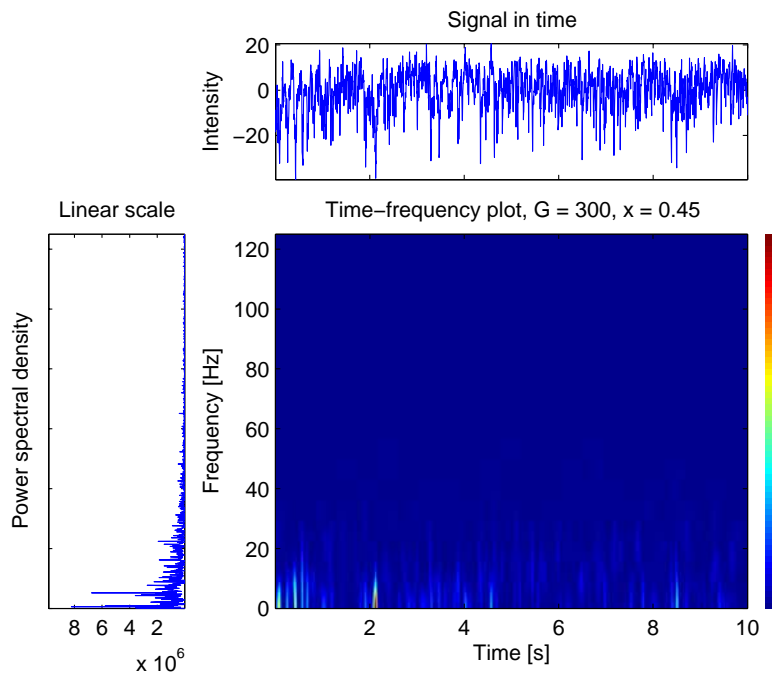 Signal in time
20
0
−20
Intensity
Linear scale
Time−frequency plot, G = 300, x = 0.45
120
100
80
60
40
20
0
Frequency [Hz]
Power spectral density
8 6 4 2
x 10^6
2 4 6 8 10
Time [s]